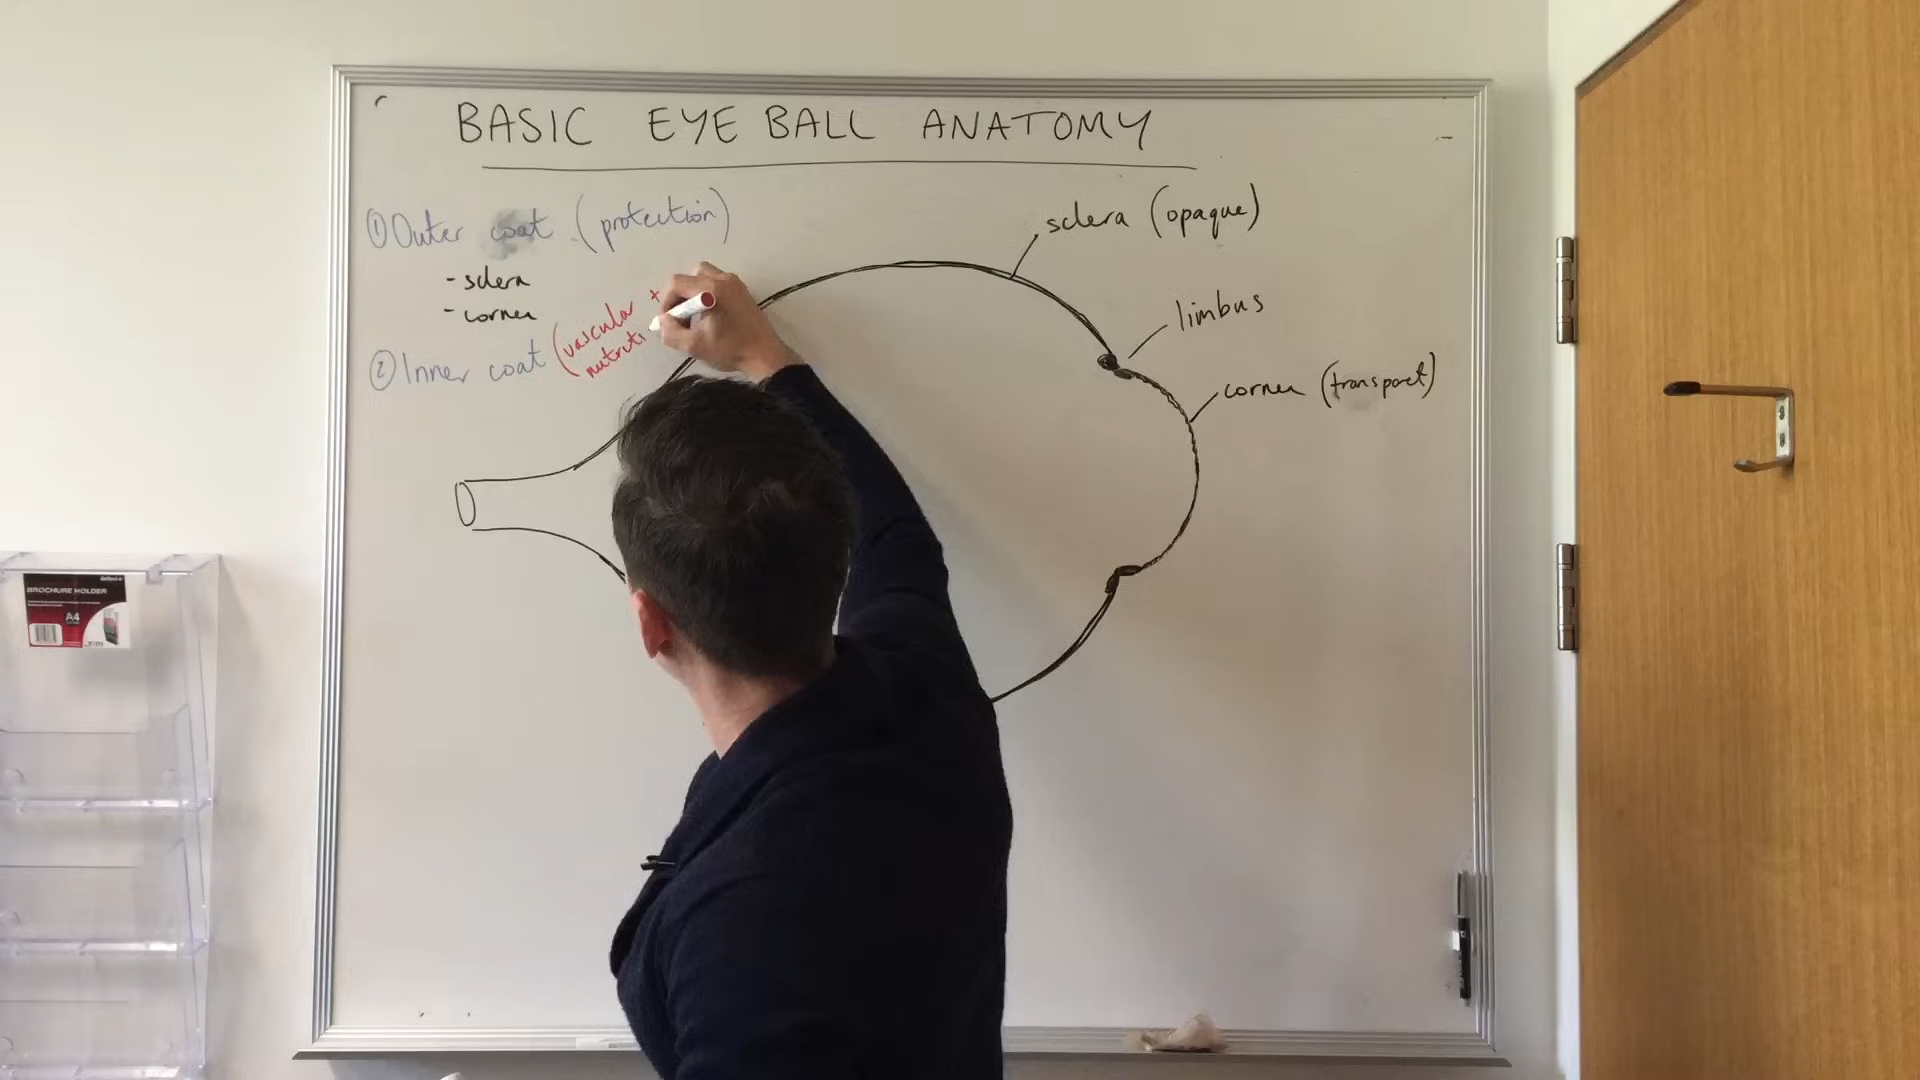 BASIC EYE BALL ANATOMY
① Outer coat (protection)
- sclera
- cornea
② Inner coat (vascular +
nutriti
sclera (opaque)
limbus
cornea (transparet)
BROCHURE HOLDER
A4